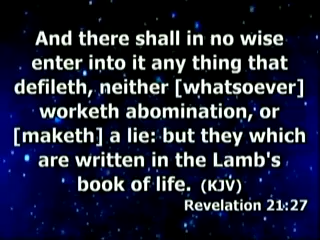 And there shall in no wise
enter into it any thing that
defileth, neither [whatsoever]
worketh abomination, or
[maketh] a lie: but they which
are written in the Lamb's
book of life. (KJV)
Revelation 21:27